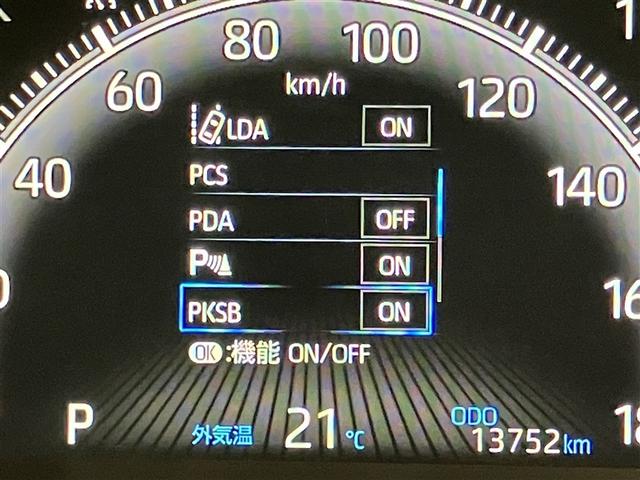 80
100
60
km/h
120
LDA ON
40
PCS
140
PDA OFF
P ON
PKSB ON
OK :機能 ON/OFF
P
外気温 21℃
ODO
13752km